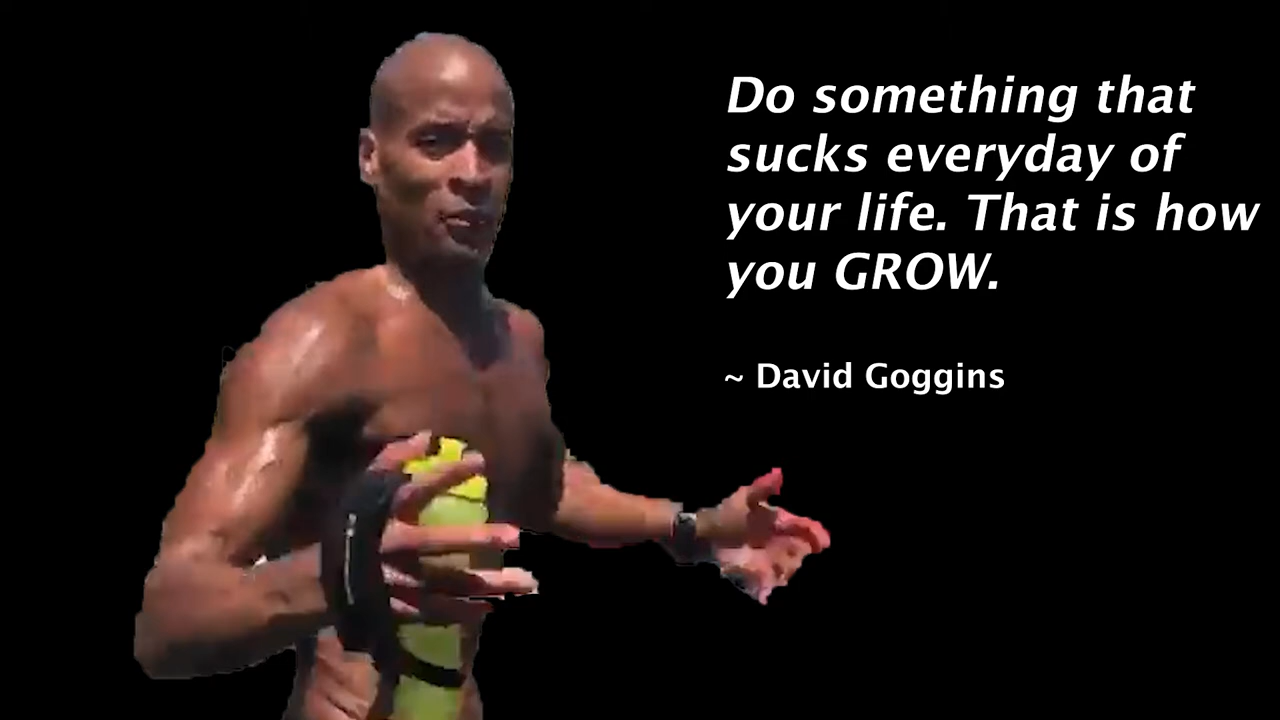 Do something that
sucks everyday of
your life. That is how
you GROW.
~ David Goggins